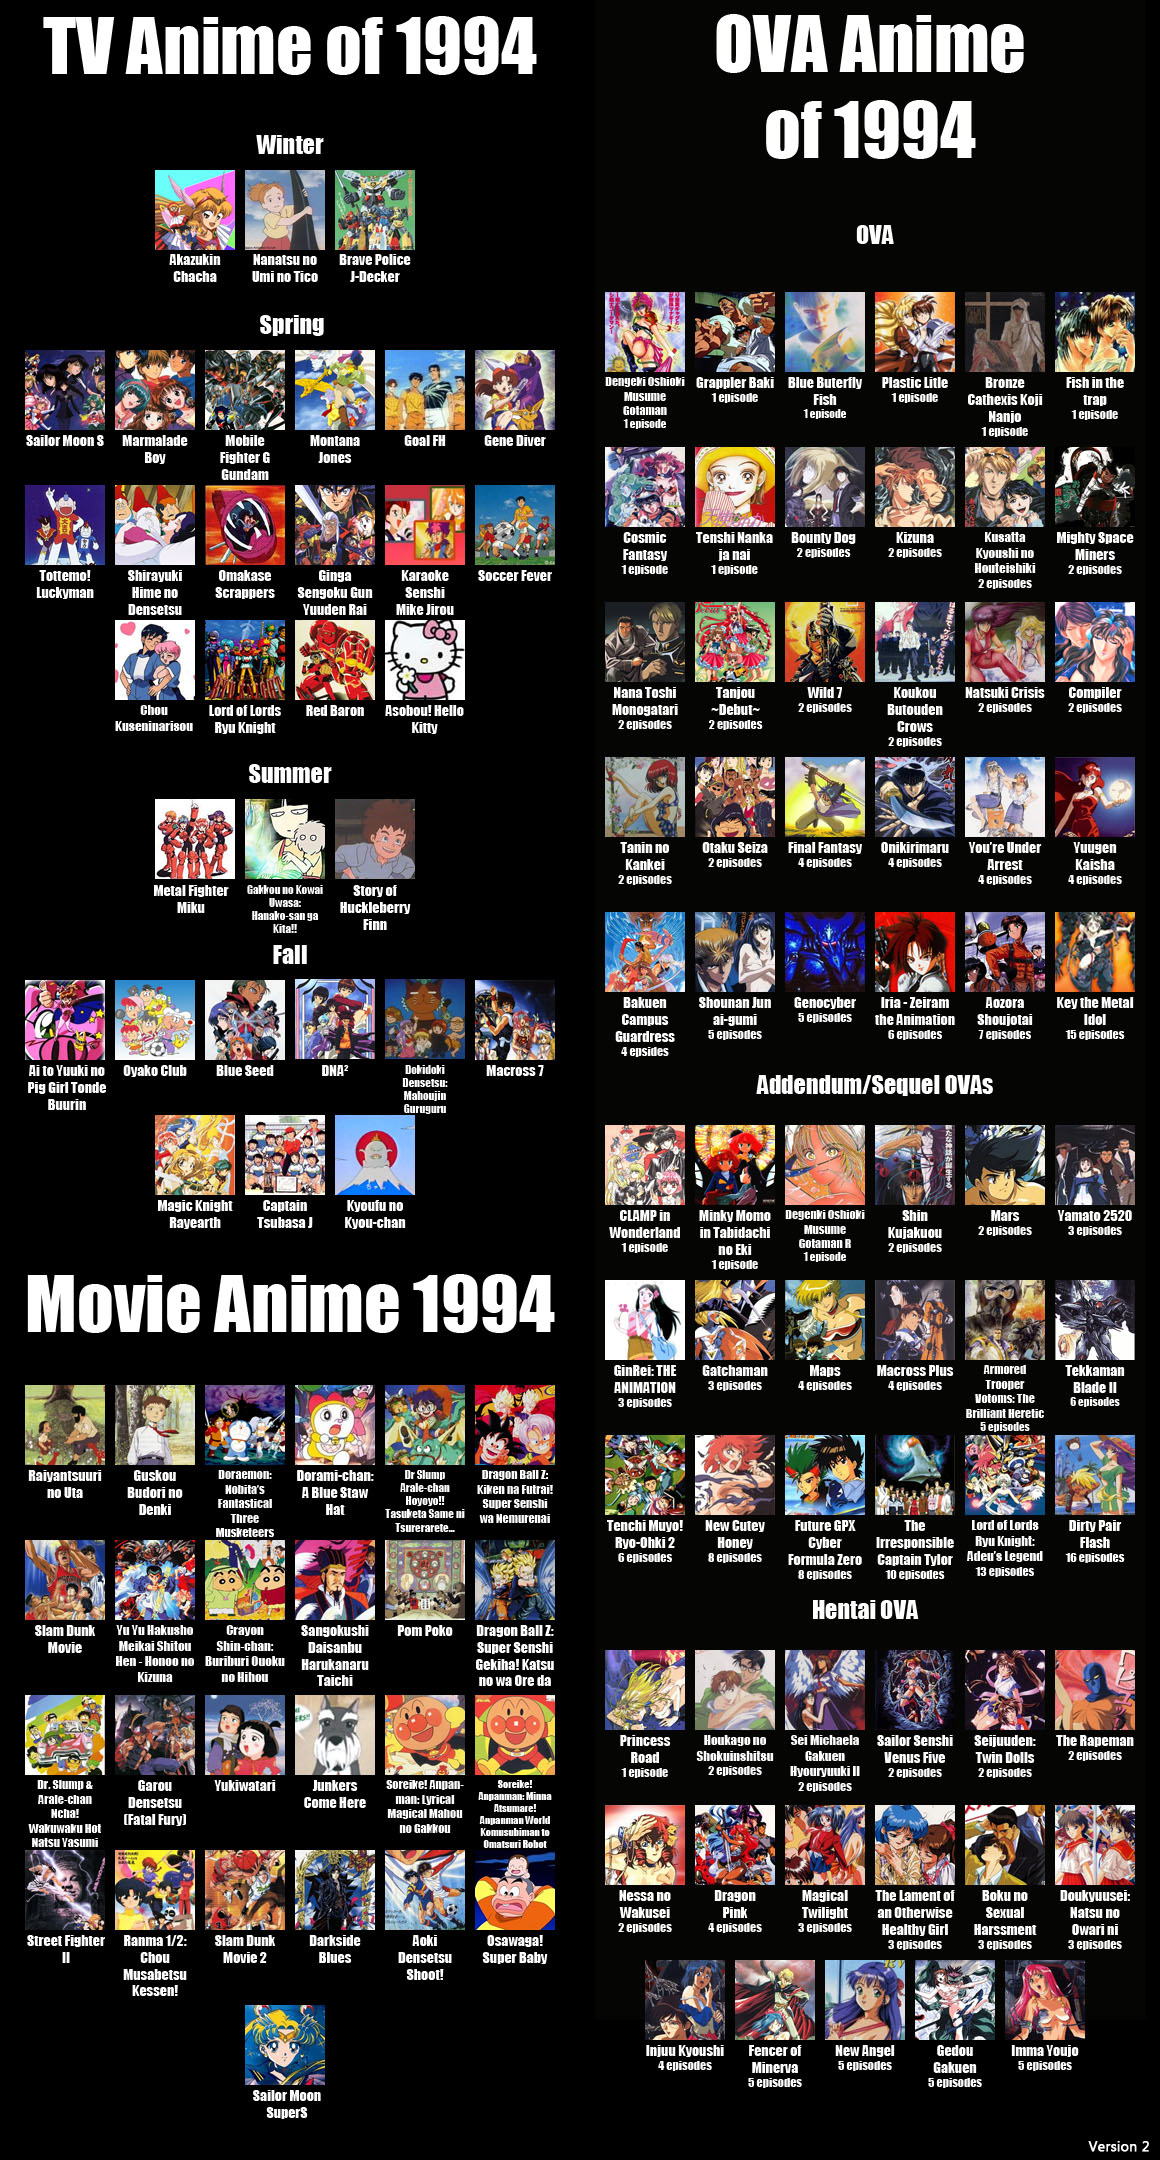 TV Anime of 1994
Winter
Akazukin
Chacha
Nanatsu no
Umi no Tico
Brave Police
J-Decker
Spring
Sailor Moon S
Marmalade
Boy
Mobile
Fighter G
Gundam
Montana
Jones
Goal FH
Gene Diver
Tottemo!
Luckyman
Shirayuki
Hime no
Densetsu
Omakase
Scrappers
Ginga
Sengoku Gun
Yuuden Rai
Karaoke
Senshi
Mike Jirou
Soccer Fever
Chou
Kuseninarisou
Lord of Lords
Ryu Knight
Red Baron
Asobou! Hello
Kitty
Summer
Metal Fighter
Miku
Gakkou no Kowai
Uwasa:
Hanako-san ga
Kita!!
Story of
Huckleberry
Finn
Fall
Ai to Yuuki no
Pig Girl Tonde
Buurin
Oyako Club
Blue Seed
DNA²
Dokidoki
Densetsu:
Mahoujin
Guruguru
Macross 7
Magic Knight
Rayearth
Captain
Tsubasa J
Kyoufu no
Kyou-chan
Movie Anime 1994
Raiyantsuuri
no Uta
Guskou
Budori no
Denki
Doraemon:
Nobita's
Fantastical
Three
Musketeers
Dorami-chan:
A Blue Staw
Hat
Dr Slump
Arale-chan
Hoyoyo!!
Tasuketa Same ni
Tsurerarete...
Dragon Ball Z:
Kiken na Futrai!
Super Senshi
wa Nemurenai
Slam Dunk
Movie
Yu Yu Hakusho
Meikai Shitou
Hen - Honoo no
Kizuna
Crayon
Shin-chan:
Buriburi Ouoku
no Hihou
Sangokushi
Daisanbu
Harukanaru
Taichi
Pom Poko
Dragon Ball Z:
Super Senshi
Gekiha! Katsu
no wa Ore da
Dr. Slump &
Arale-chan
Ncha!
Wakuwaku Hot
Natsu Yasumi
Garou
Densetsu
(Fatal Fury)
Yukiwatari
Junkers
Come Here
Soreike! Anpan-
man: Lyrical
Magical Mahou
no Gakkou
Soreike!
Anpanman: Minna
Atsumare!
Anpanman World
Komusubiman to
Omatsuri Robot
Street Fighter
II
Ranma 1/2:
Chou
Musabetsu
Kessen!
Slam Dunk
Movie 2
Darkside
Blues
Aoki
Densetsu
Shoot!
Osawaga!
Super Baby
Sailor Moon
SuperS
OVA Anime
of 1994
OVA
Dengeki Oshioki
Musume
Gotaman
1 episode
Grappler Baki
1 episode
Blue Buterfly
Fish
1 episode
Plastic Litle
1 episode
Bronze
Cathexis Koji
Nanjo
1 episode
Fish in the
trap
1 episode
Cosmic
Fantasy
1 episode
Tenshi Nanka
ja nai
1 episode
Bounty Dog
2 episodes
Kizuna
2 episodes
Kusatta
Kyoushi no
Houteishiki
2 episodes
Mighty Space
Miners
2 episodes
Nana Toshi
Monogatari
2 episodes
Tanjou
~Debut~
2 episodes
Wild 7
2 episodes
Koukou
Butouden
Crows
2 episodes
Natsuki Crisis
2 episodes
Compiler
2 episodes
Tanin no
Kankei
2 episodes
Otaku Seiza
2 episodes
Final Fantasy
4 episodes
Onikirimaru
4 episodes
You're Under
Arrest
4 episodes
Yuugen
Kaisha
4 episodes
Bakuen
Campus
Guardress
4 epsides
Shounan Jun
ai-gumi
5 episodes
Genocyber
5 episodes
Iria - Zeiram
the Animation
6 episodes
Aozora
Shoujotai
7 episodes
Key the Metal
Idol
15 episodes
Addendum/Sequel OVAs
CLAMP in
Wonderland
1 episode
Minky Momo
in Tabidachi
no Eki
1 episode
Degenki Oshioki
Musume
Gotaman R
1 episode
Shin
Kujakuou
2 episodes
Mars
2 episodes
Yamato 2520
3 episodes
GinRei: THE
ANIMATION
3 episodes
Gatchaman
3 episodes
Maps
4 episodes
Macross Plus
4 episodes
Armored
Trooper
Votoms: The
Brilliant Heretic
5 episodes
Tekkaman
Blade II
6 episodes
Tenchi Muyo!
Ryo-Ohki 2
6 episodes
New Cutey
Honey
8 episodes
Future GPX
Cyber
Formula Zero
8 episodes
The
Irresponsible
Captain Tylor
10 episodes
Lord of Lords
Ryu Knight:
Adeu's Legend
13 episodes
Dirty Pair
Flash
16 episodes
Hentai OVA
Princess
Road
1 episode
Houkago no
Shokuinshitsu
2 episodes
Sei Michaela
Gakuen
Hyouryuuki II
2 episodes
Sailor Senshi
Venus Five
2 episodes
Seijuuden:
Twin Dolls
2 episodes
The Rapeman
2 episodes
Nessa no
Wakusei
2 episodes
Dragon
Pink
4 episodes
Magical
Twilight
3 episodes
The Lament of
an Otherwise
Healthy Girl
3 episodes
Boku no
Sexual
Harssment
3 episodes
Doukyuusei:
Natsu no
Owari ni
3 episodes
Injuu Kyoushi
4 episodes
Fencer of
Minerva
5 episodes
New Angel
5 episodes
Gedou
Gakuen
5 episodes
Imma Youjo
5 episodes
Version 2